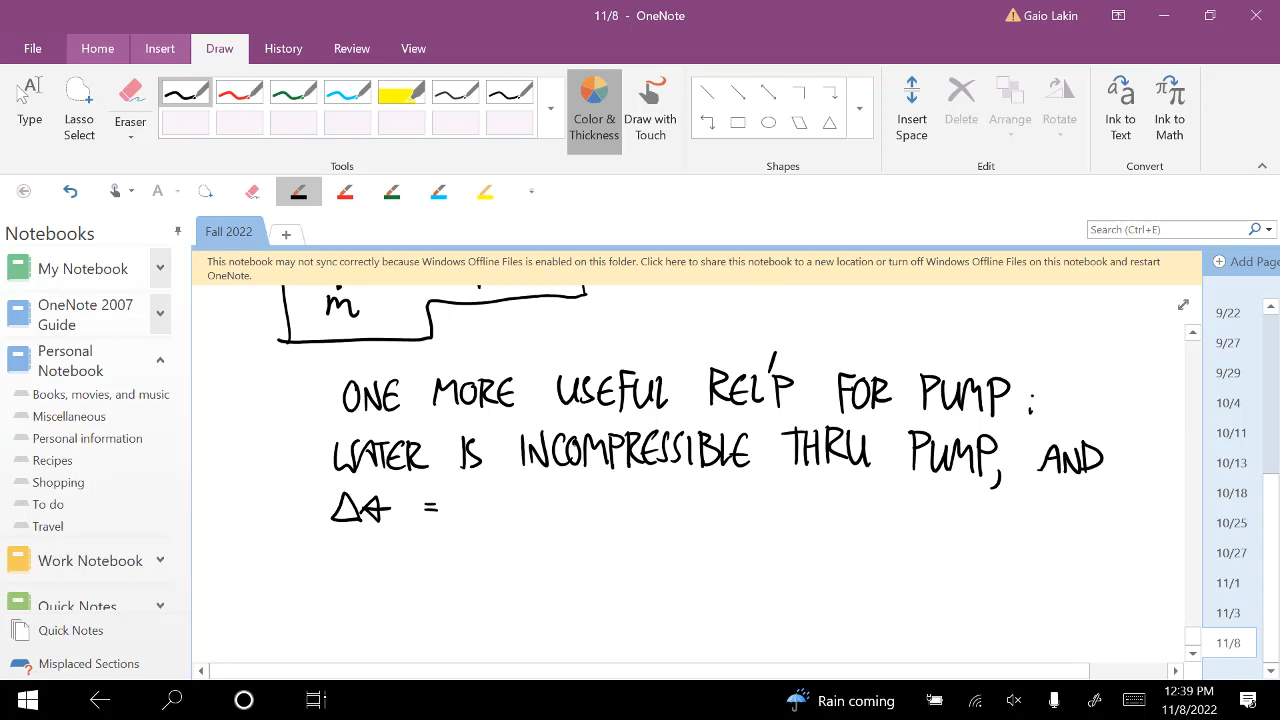 11/8 - OneNote
Gaio Lakin
File Home Insert Draw History Review View
Type
Lasso Select
Eraser
Color & Thickness
Draw with Touch
Insert Space
Delete
Arrange
Rotate
Ink to Text
Ink to Math
Tools
Shapes
Edit
Convert
Notebooks
Fall 2022
Search (Ctrl+E)
My Notebook
OneNote 2007 Guide
Personal Notebook
Books, movies, and music
Miscellaneous
Personal information
Recipes
Shopping
To do
Travel
Work Notebook
Quick Notes
Quick Notes
Misplaced Sections
This notebook may not sync correctly because Windows Offline Files is enabled on this folder. Click here to share this notebook to a new location or turn off Windows Offline Files on this notebook and restart
OneNote.
ṁ
ONE MORE USEFUL REL'P FOR PUMP:
WATER IS INCOMPRESSIBLE THRU PUMP, AND
=
Add Page
9/22
9/27
9/29
10/4
10/11
10/13
10/18
10/25
10/27
11/1
11/3
11/8
Rain coming
12:39 PM
11/8/2022